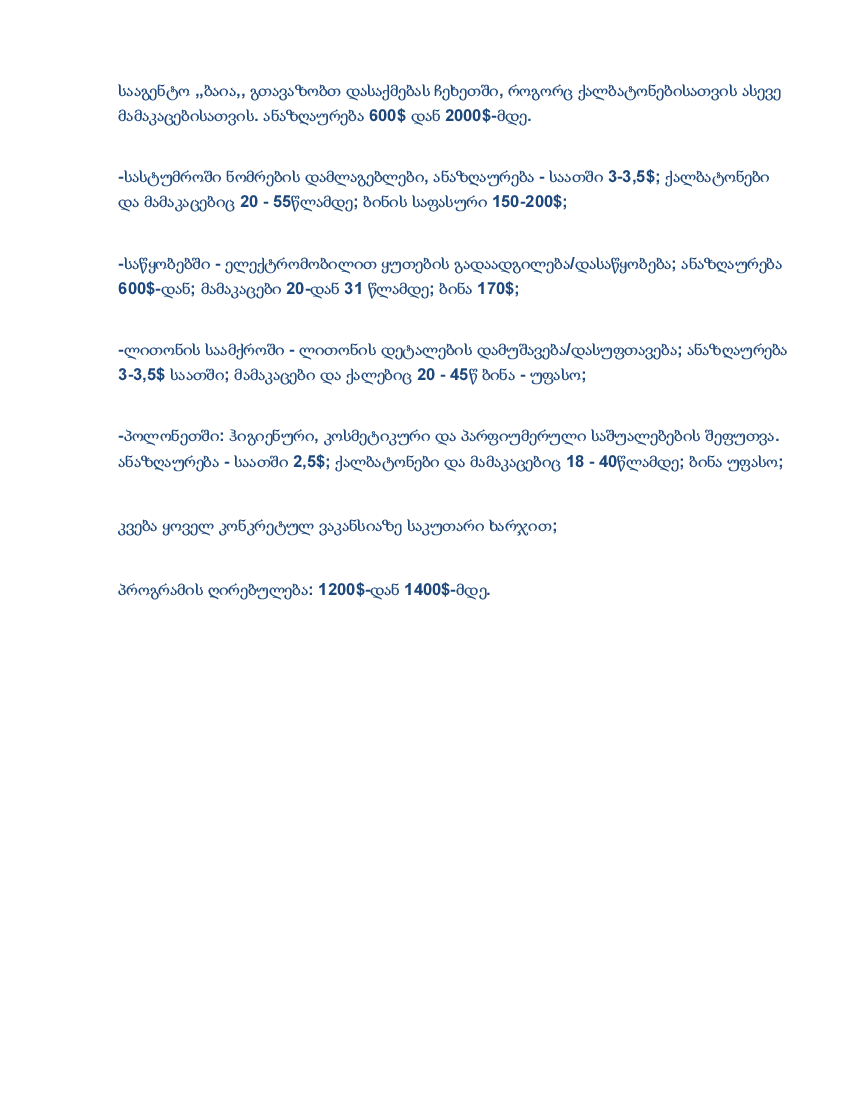 სააგენტო ,,ბაია,, გთავაზობთ დასაქმებას ჩეხეთში, როგორც ქალბატონებისათვის ასევე
მამაკაცებისათვის. ანაზღაურება 600$ დან 2000$-მდე.
-სასტუმროში ნომრების დამლაგებლები, ანაზღაურება - საათში 3-3,5$; ქალბატონები
და მამაკაცებიც 20 - 55წლამდე; ბინის საფასური 150-200$;
-საწყობებში - ელექტრომობილით ყუთების გადაადგილება/დასაწყობება; ანაზღაურება
600$-დან; მამაკაცები 20-დან 31 წლამდე; ბინა 170$;
-ლითონის საამქროში - ლითონის დეტალების დამუშავება/დასუფთავება; ანაზღაურება
3-3,5$ საათში; მამაკაცები და ქალებიც 20 - 45წ ბინა - უფასო;
-პოლონეთში: ჰიგიენური, კოსმეტიკური და პარფიუმერული საშუალებების შეფუთვა.
ანაზღაურება - საათში 2,5$; ქალბატონები და მამაკაცებიც 18 - 40წლამდე; ბინა უფასო;
კვება ყოველ კონკრეტულ ვაკანსიაზე საკუთარი ხარჯით;
პროგრამის ღირებულება: 1200$-დან 1400$-მდე.